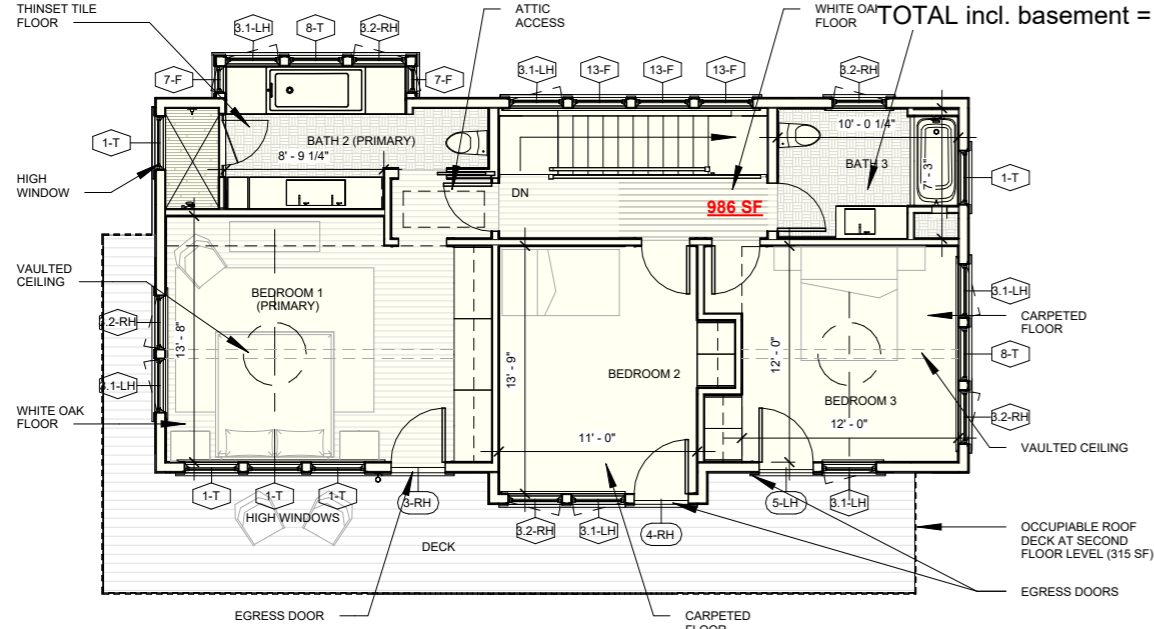 THINSET TILE
FLOOR
ATTIC
ACCESS
WHITE OAK
FLOOR
TOTAL incl. basement =
3.1-LH
8-T
3.2-RH
7-F
7-F
3.1-LH
13-F
13-F
13-F
3.2-RH
1-T
BATH 2 (PRIMARY)
8' - 9 1/4"
10' - 0 1/4"
BATH 3
7' - 3"
1-T
HIGH
WINDOW
DN
986 SF
VAULTED
CEILING
BEDROOM 1
(PRIMARY)
13' - 8"
3.2-RH
3.1-LH
3.1-LH
CARPETED
FLOOR
8-T
13' - 9"
BEDROOM 2
12' - 0"
BEDROOM 3
12' - 0"
3.2-RH
WHITE OAK
FLOOR
11' - 0"
VAULTED CEILING
1-T
1-T
1-T
3-RH
HIGH WINDOWS
3.2-RH
3.1-LH
4-RH
5-LH
3.1-LH
DECK
OCCUPIABLE ROOF
DECK AT SECOND
FLOOR LEVEL (315 SF)
EGRESS DOORS
EGRESS DOOR
CARPETED
FLOOR